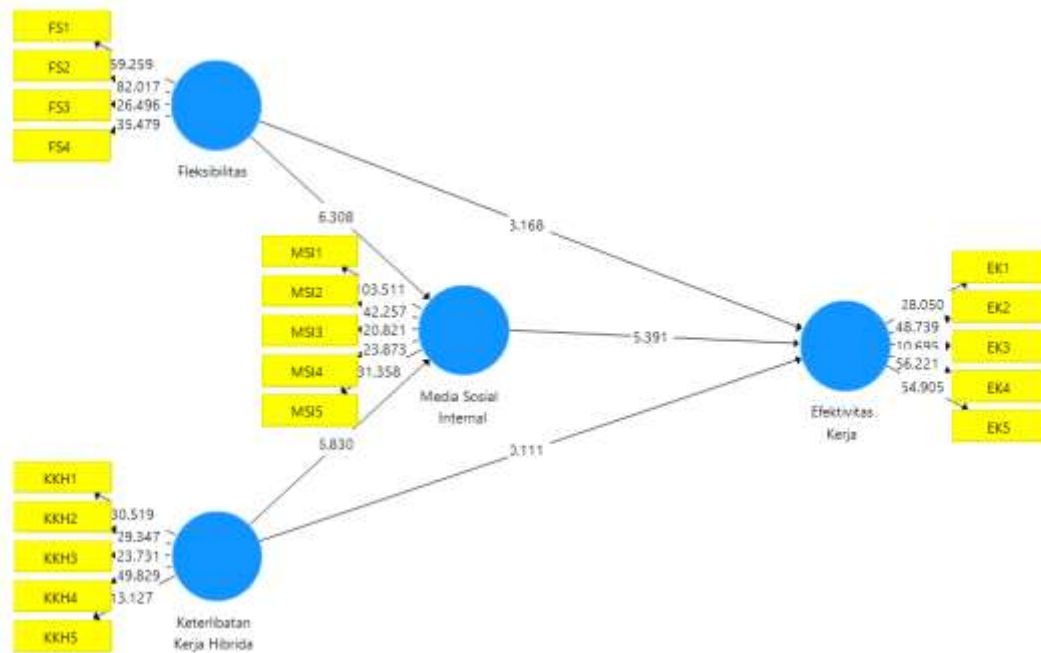 FS1
FS2
FS3
FS4
59.259
82.017
26.496
35.479
Fleksibilitas
6.308
3.168
MSI1
MSI2
MSI3
MSI4
MSI5
103.511
42.257
20.821
23.873
31.358
Media Sosial
Internal
5.391
EK1
EK2
EK3
EK4
EK5
28.050
48.739
10.695
56.221
54.905
Efektivitas
Kerja
5.830
0.111
KKH1
KKH2
KKH3
KKH4
KKH5
30.519
29.347
23.731
49.829
13.127
Keterlibatan
Kerja Hibrida